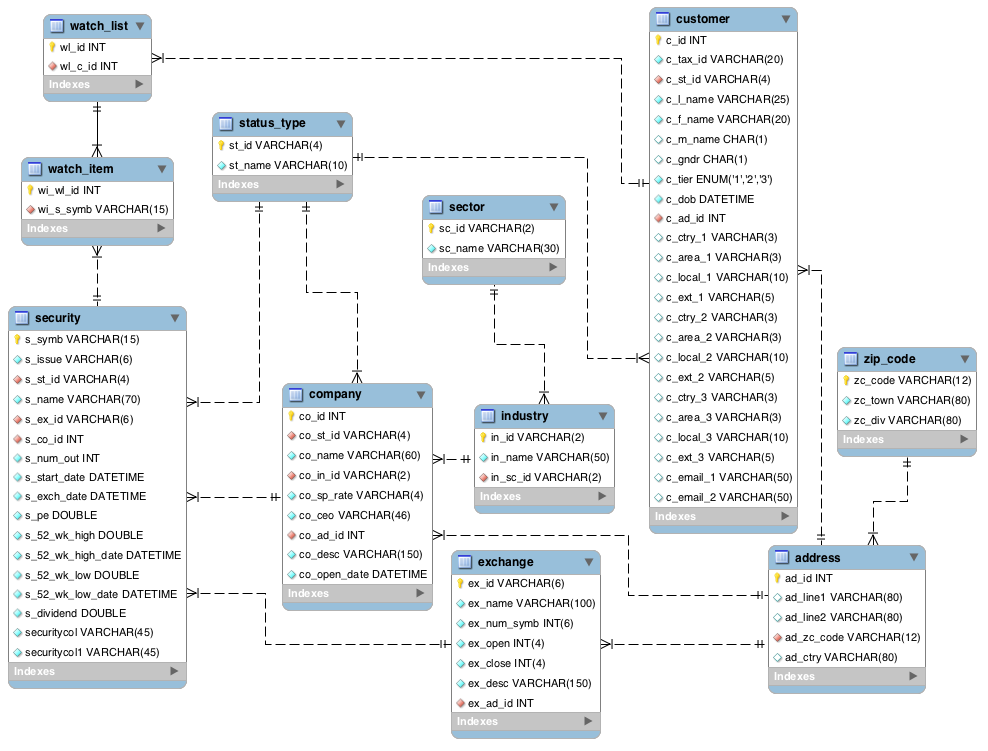 watch_list
wl_id INT
wl_c_id INT
Indexes
watch_item
wi_wl_id INT
wi_s_symb VARCHAR(15)
Indexes
security
s_symb VARCHAR(15)
s_issue VARCHAR(6)
s_st_id VARCHAR(4)
s_name VARCHAR(70)
s_ex_id VARCHAR(6)
s_co_id INT
s_num_out INT
s_start_date DATETIME
s_exch_date DATETIME
s_pe DOUBLE
s_52_wk_high DOUBLE
s_52_wk_high_date DATETIME
s_52_wk_low DOUBLE
s_52_wk_low_date DATETIME
s_dividend DOUBLE
securitycol VARCHAR(45)
securitycol1 VARCHAR(45)
Indexes
status_type
st_id VARCHAR(4)
st_name VARCHAR(10)
Indexes
company
co_id INT
co_st_id VARCHAR(4)
co_name VARCHAR(60)
co_in_id VARCHAR(2)
co_sp_rate VARCHAR(4)
co_ceo VARCHAR(46)
co_ad_id INT
co_desc VARCHAR(150)
co_open_date DATETIME
Indexes
sector
sc_id VARCHAR(2)
sc_name VARCHAR(30)
Indexes
industry
in_id VARCHAR(2)
in_name VARCHAR(50)
in_sc_id VARCHAR(2)
Indexes
exchange
ex_id VARCHAR(6)
ex_name VARCHAR(100)
ex_num_symb INT(6)
ex_open INT(4)
ex_close INT(4)
ex_desc VARCHAR(150)
ex_ad_id INT
Indexes
customer
c_id INT
c_tax_id VARCHAR(20)
c_st_id VARCHAR(4)
c_l_name VARCHAR(25)
c_f_name VARCHAR(20)
c_m_name CHAR(1)
c_gndr CHAR(1)
c_tier ENUM('1','2','3')
c_dob DATETIME
c_ad_id INT
c_ctry_1 VARCHAR(3)
c_area_1 VARCHAR(3)
c_local_1 VARCHAR(10)
c_ext_1 VARCHAR(5)
c_ctry_2 VARCHAR(3)
c_area_2 VARCHAR(3)
c_local_2 VARCHAR(10)
c_ext_2 VARCHAR(5)
c_ctry_3 VARCHAR(3)
c_area_3 VARCHAR(3)
c_local_3 VARCHAR(10)
c_ext_3 VARCHAR(5)
c_email_1 VARCHAR(50)
c_email_2 VARCHAR(50)
Indexes
zip_code
zc_code VARCHAR(12)
zc_town VARCHAR(80)
zc_div VARCHAR(80)
Indexes
address
ad_id INT
ad_line1 VARCHAR(80)
ad_line2 VARCHAR(80)
ad_zc_code VARCHAR(12)
ad_ctry VARCHAR(80)
Indexes